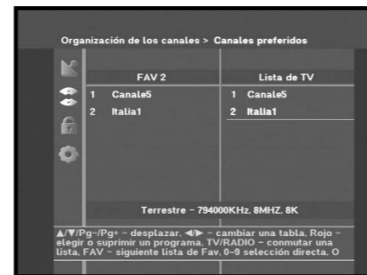 Organización de los canales > Canales preferidos
FAV 2
1 Canale5
2 Italia1
Lista de TV
1 Canale5
2 Italia1
Terrestre - 794000KHz, 8MHZ, 8K
▲/▼/Pg-/Pg+ - desplazar, ◄/► - cambiar una tabla, Rojo -
elegir o suprimir un programa, TV/RADIO - conmutar una
lista, FAV - siguiente lista de Fav, 0-9 selección directa, O